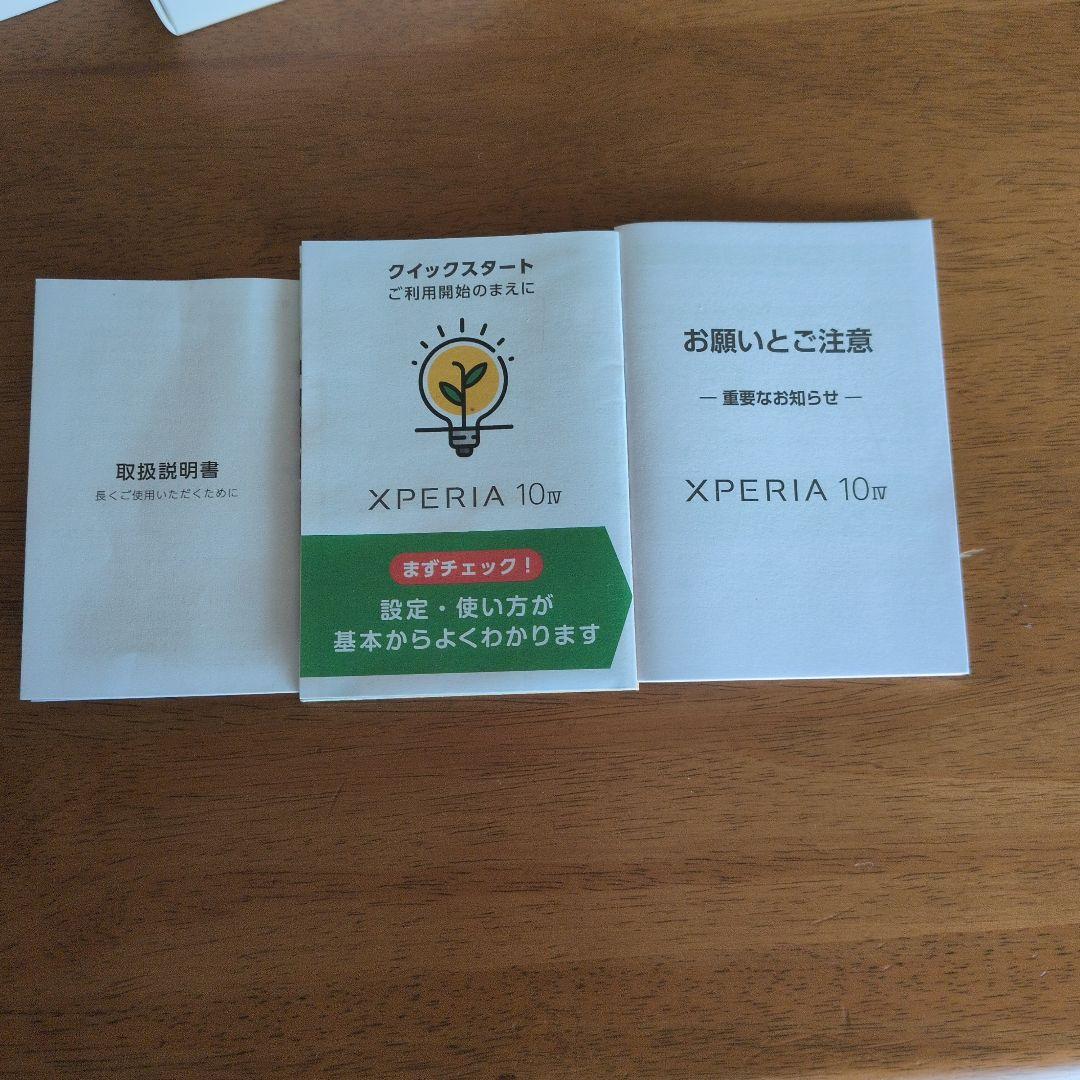 取扱説明書
長くご使用いただくために
クイックスタート
ご利用開始のまえに
XPERIA 10 IV
まずチェック！
設定・使い方が
基本からよくわかります
お願いとご注意
― 重要なお知らせ ―
XPERIA 10 IV